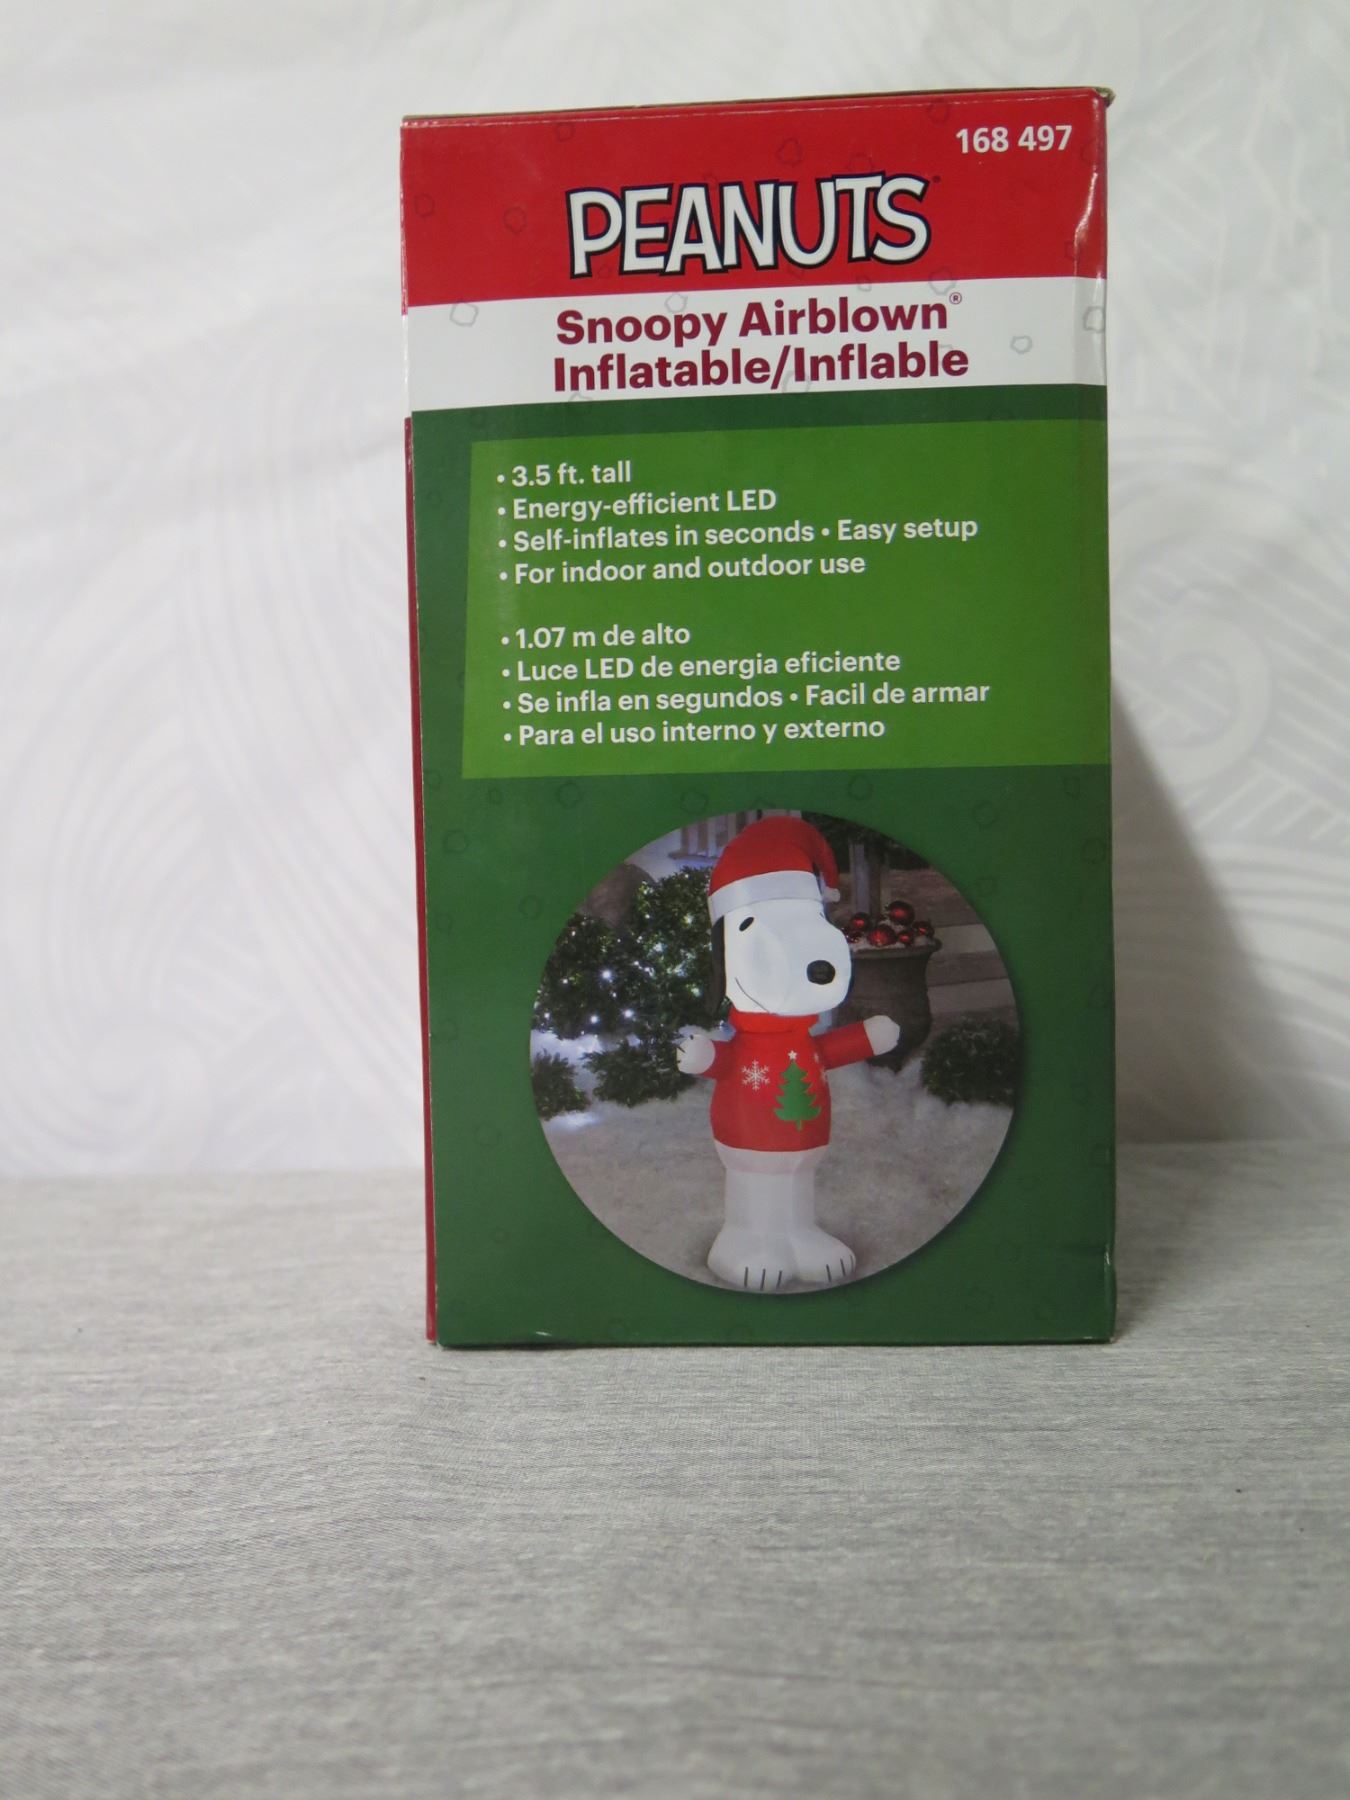 168 497
PEANUTS
Snoopy Airblown®
Inflatable/Inflable
• 3.5 ft. tall
• Energy-efficient LED
• Self-inflates in seconds • Easy setup
• For indoor and outdoor use
• 1.07 m de alto
• Luce LED de energia eficiente
• Se infla en segundos • Facil de armar
• Para el uso interno y externo